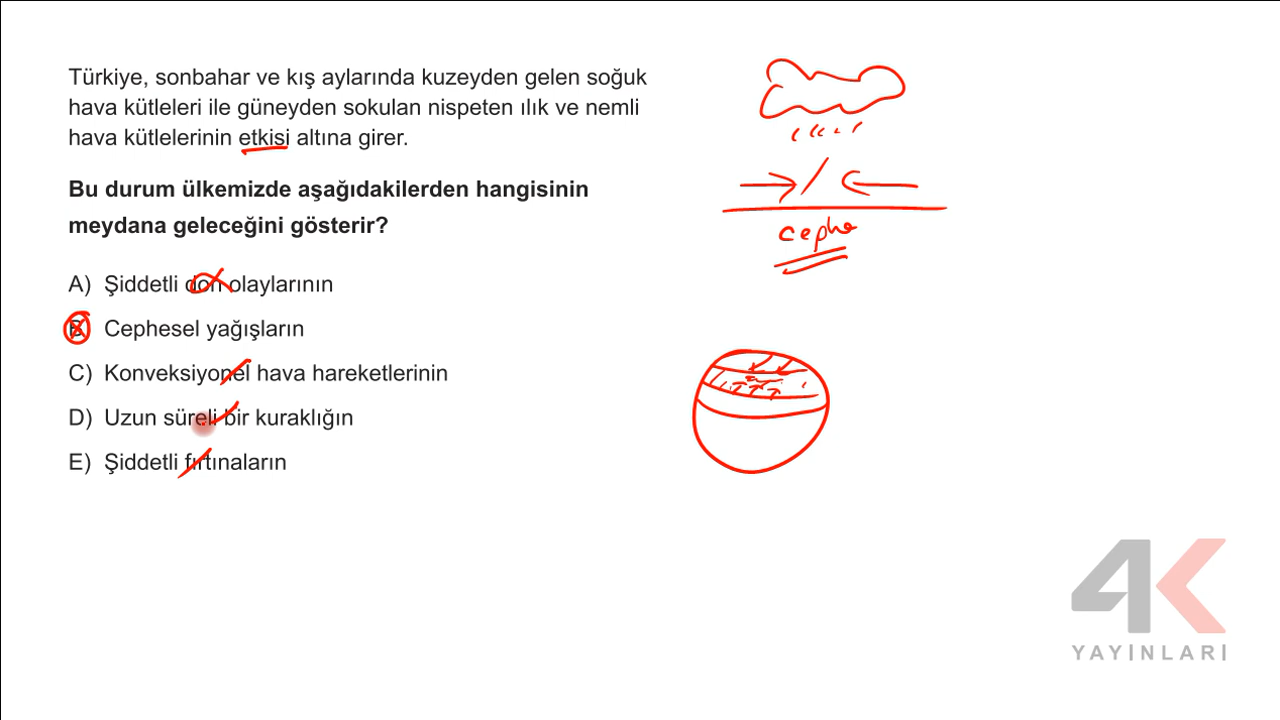 Türkiye, sonbahar ve kış aylarında kuzeyden gelen soğuk
hava kütleleri ile güneyden sokulan nispeten ılık ve nemli
hava kütlelerinin etkisi altına girer.
Bu durum ülkemizde aşağıdakilerden hangisinin
meydana geleceğini gösterir?
A) Şiddetli don olaylarının
B) Cephesel yağışların
C) Konveksiyonel hava hareketlerinin
D) Uzun süreli bir kuraklığın
E) Şiddetli fırtınaların
cephe
4K
YAYINLARI